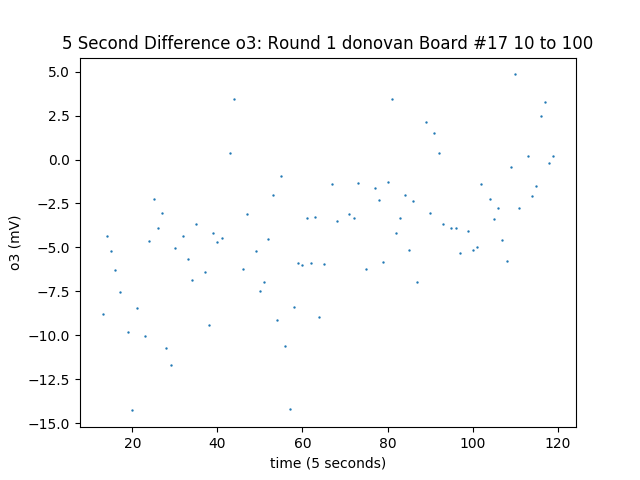 5 Second Difference o3: Round 1 donovan Board #17 10 to 100
5.0
2.5
0.0
−2.5
−5.0
−7.5
−10.0
−12.5
−15.0
o3 (mV)
20 40 60 80 100 120
time (5 seconds)